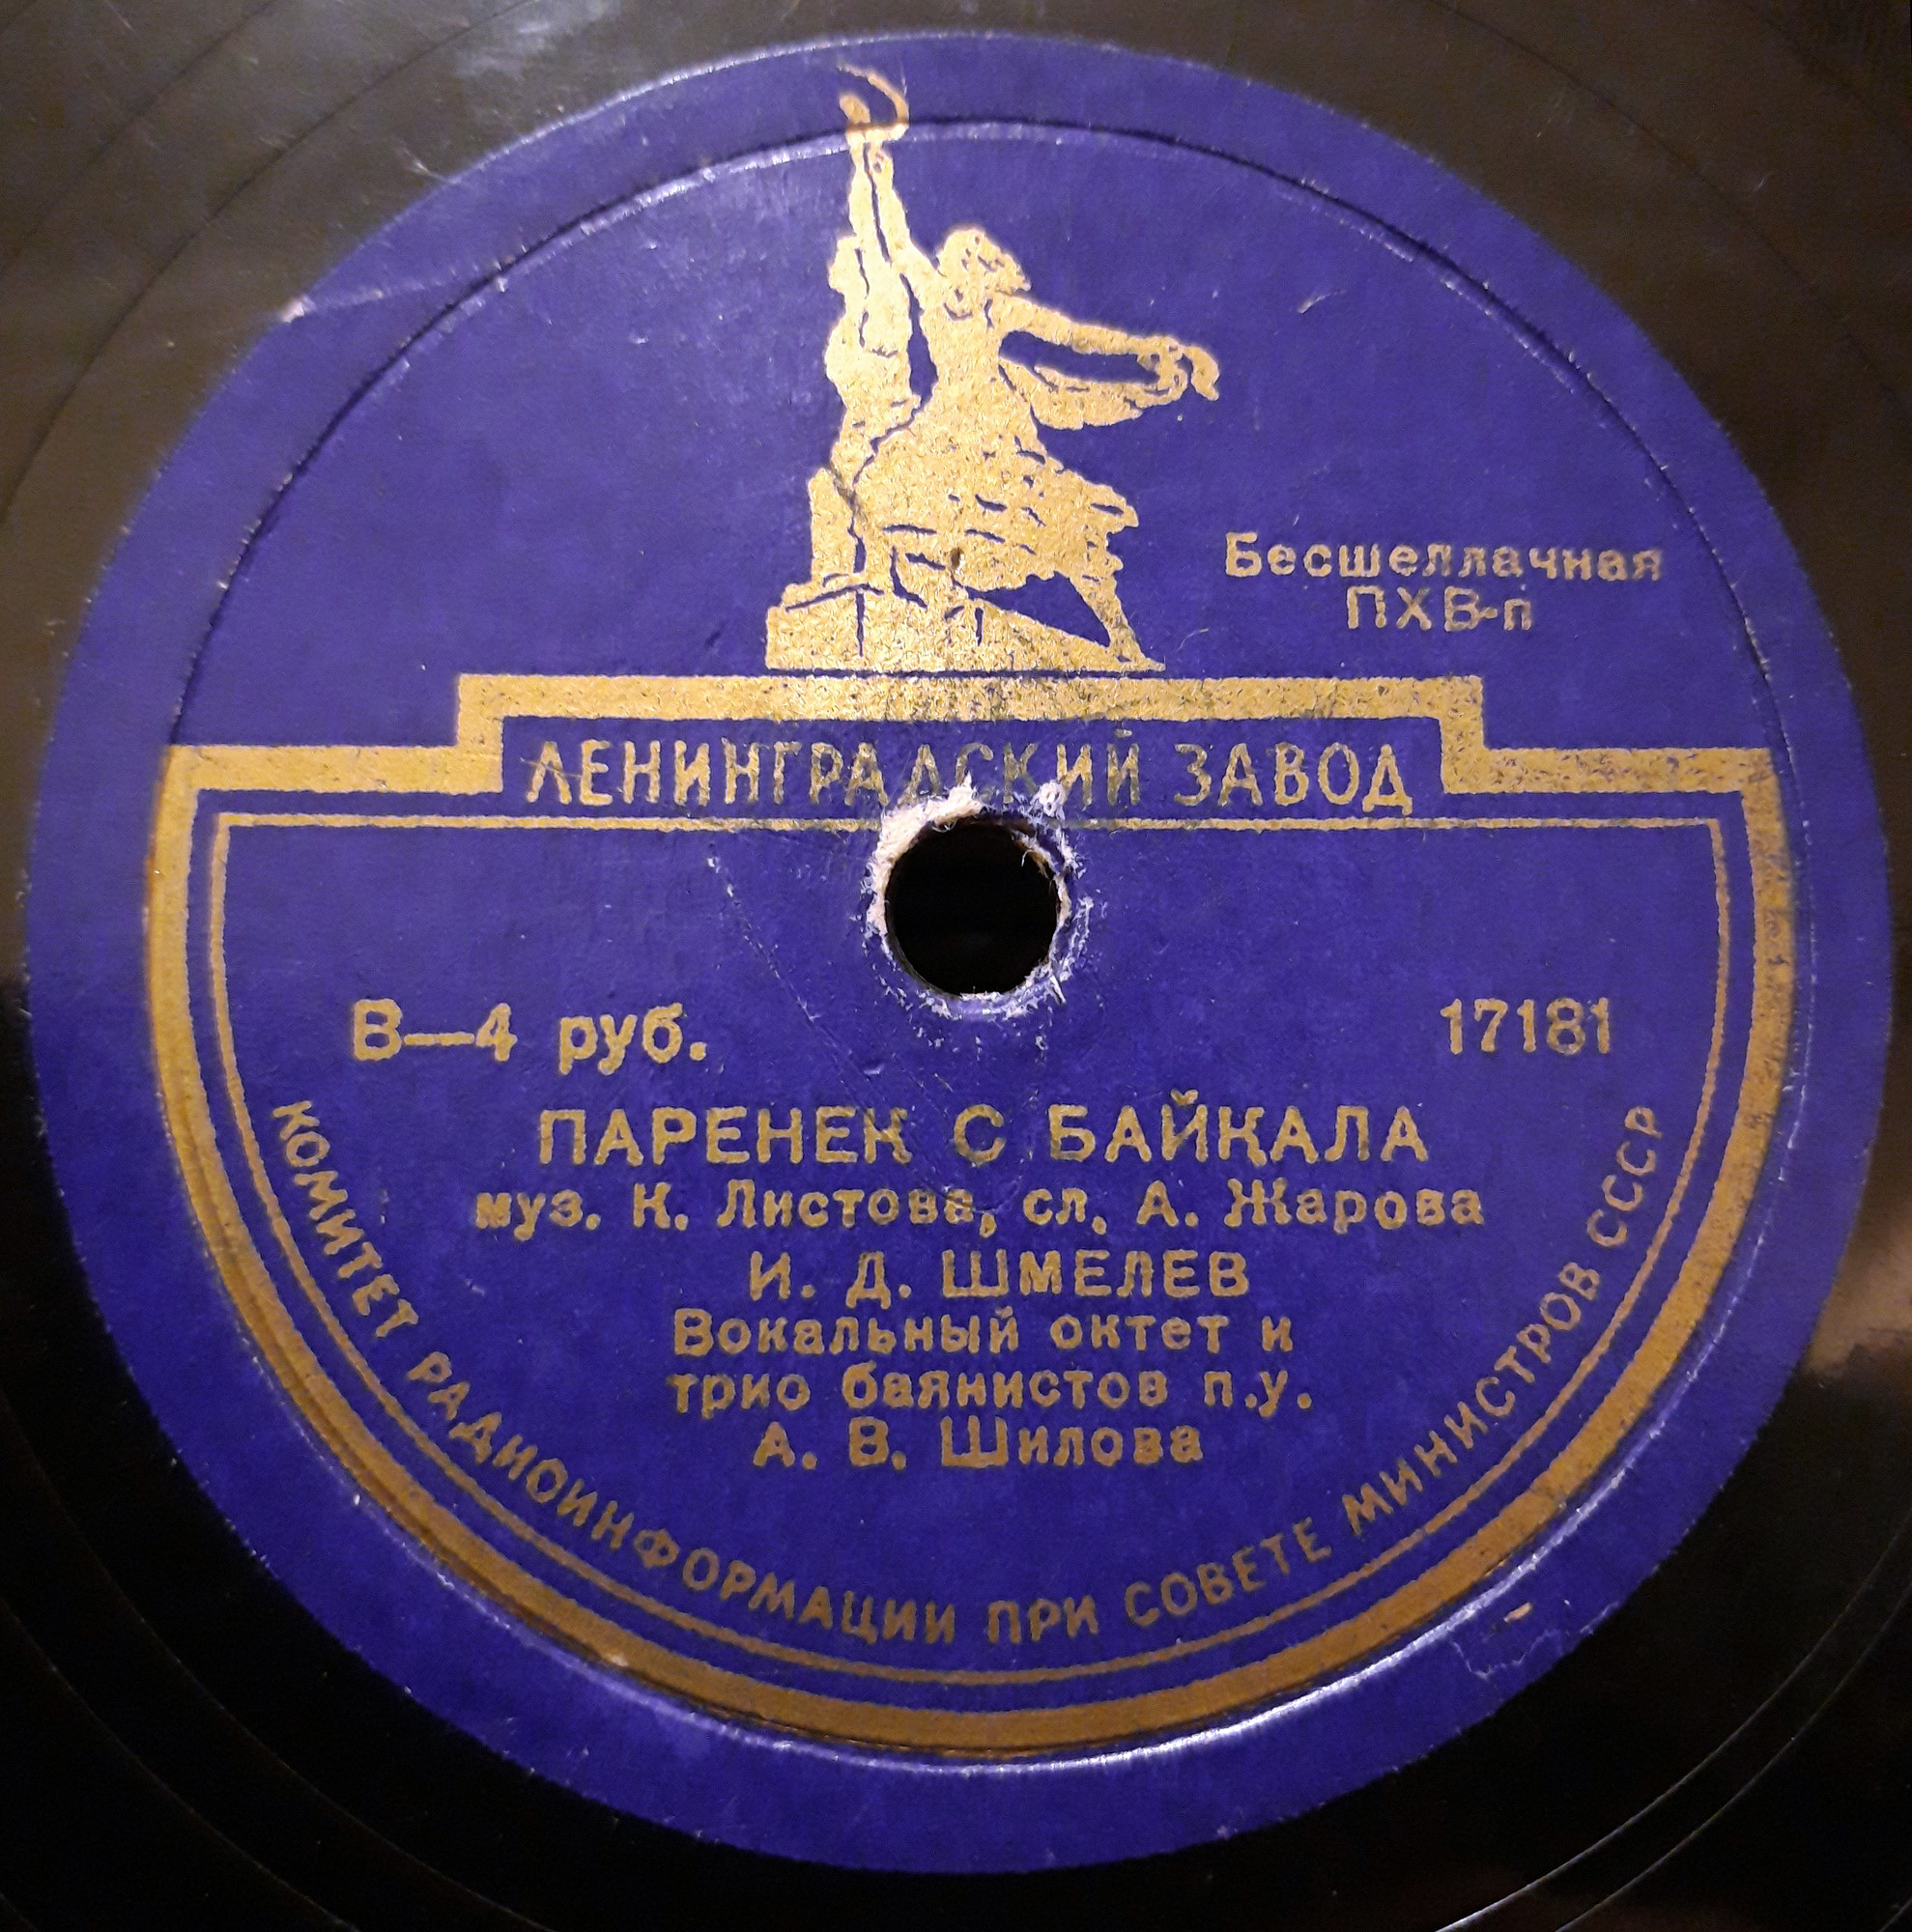 Бесшеллачная
ПХВ-п
ЛЕНИНГРАДСКИЙ ЗАВОД
В—4 руб.
17181
ПАРЕНЕК С БАЙКАЛА
муз. К. Листова, сл. А. Жарова
И. Д. ШМЕЛЕВ
Вокальный октет и
трио баянистов п.у.
А. В. Шилова
КОМИТЕТ РАДИОИНФОРМАЦИИ ПРИ СОВЕТЕ МИНИСТРОВ СССР